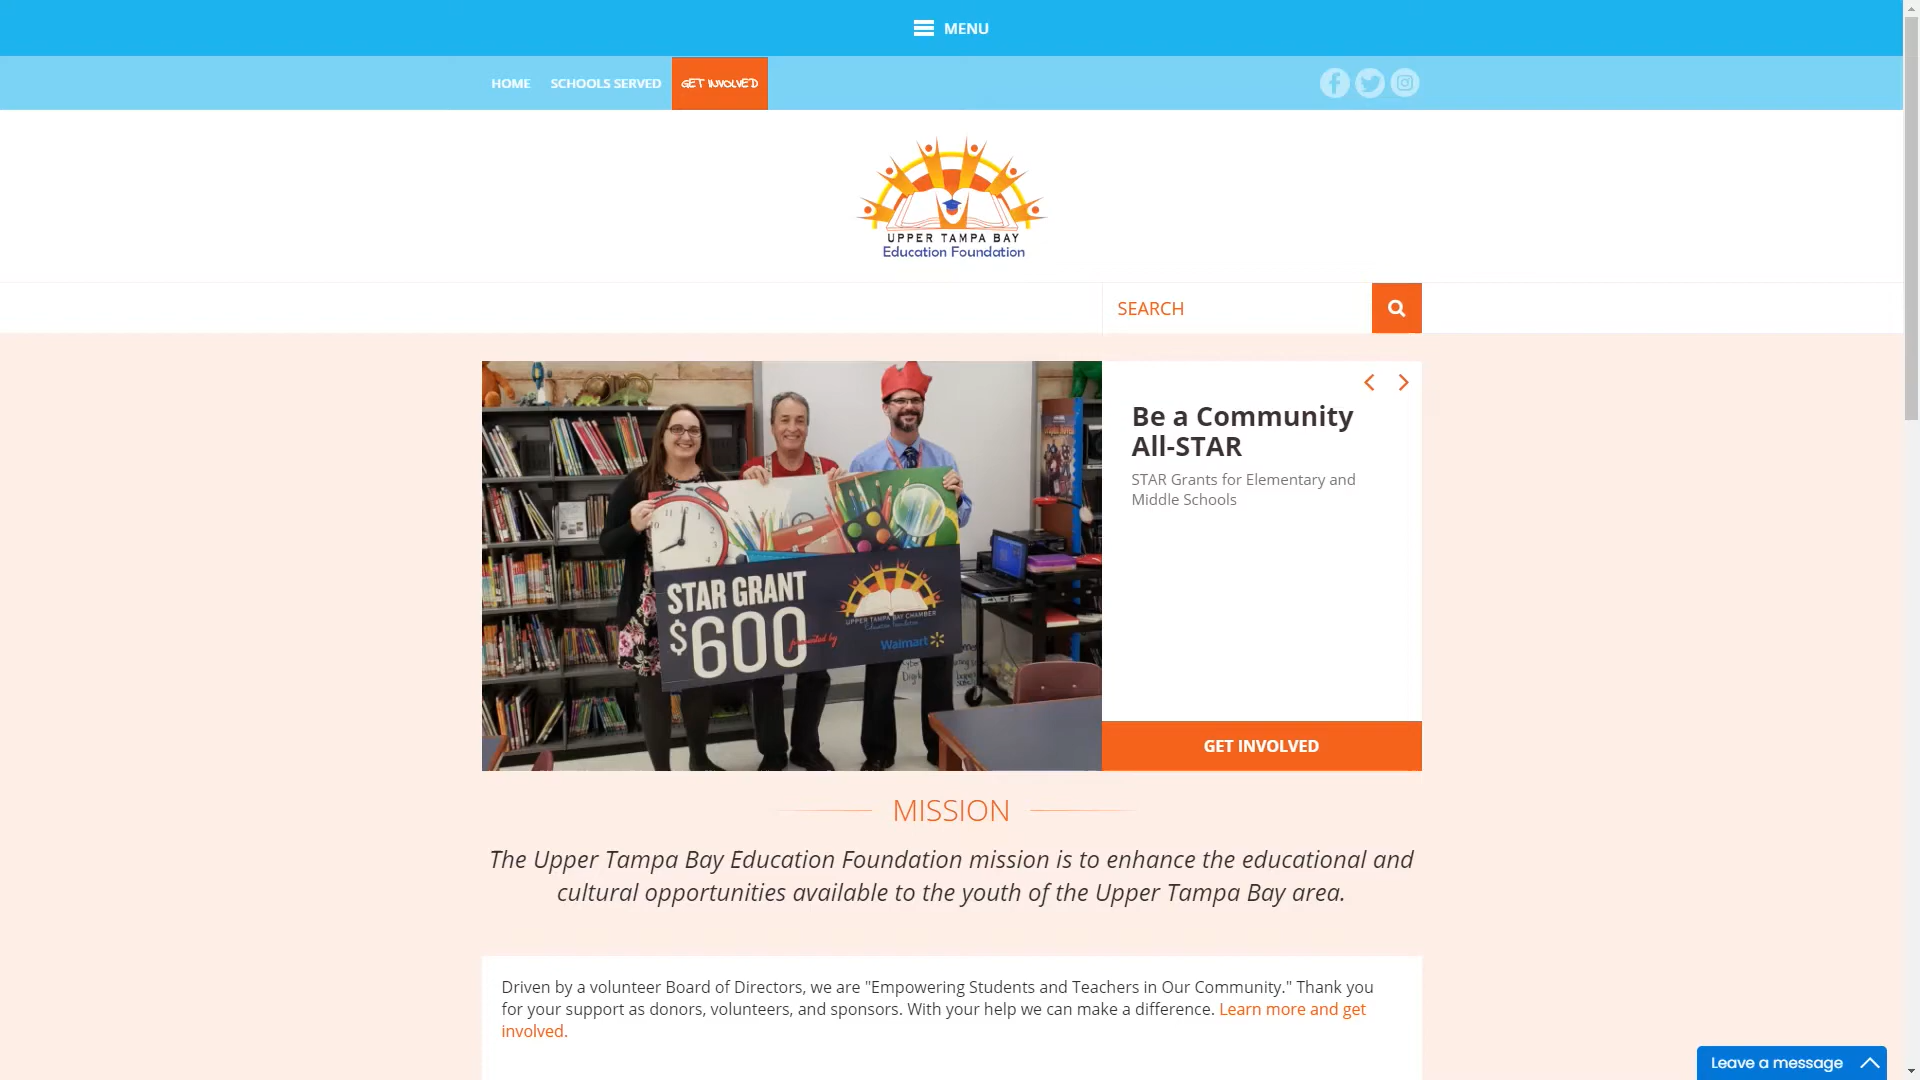 MENU
HOME SCHOOLS SERVED GET INVOLVED
UPPER TAMPA BAY
Education Foundation
SEARCH
Be a Community
All-STAR
STAR Grants for Elementary and
Middle Schools
STAR GRANT
$600
presented by
UPPER TAMPA BAY CHAMBER
Education Foundation
Walmart
GET INVOLVED
MISSION
The Upper Tampa Bay Education Foundation mission is to enhance the educational and
cultural opportunities available to the youth of the Upper Tampa Bay area.
Driven by a volunteer Board of Directors, we are "Empowering Students and Teachers in Our Community." Thank you
for your support as donors, volunteers, and sponsors. With your help we can make a difference. Learn more and get
involved.
Leave a message